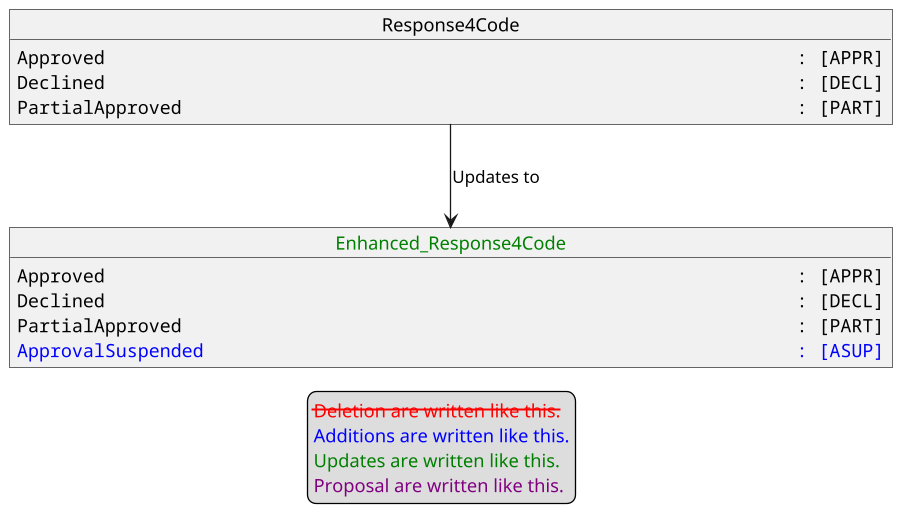 Response4Code
Approved : [APPR]
Declined : [DECL]
PartialApproved : [PART]
Updates to
Enhanced_Response4Code
Approved : [APPR]
Declined : [DECL]
PartialApproved : [PART]
ApprovalSuspended : [ASUP]
Deletion are written like this.
Additions are written like this.
Updates are written like this.
Proposal are written like this.